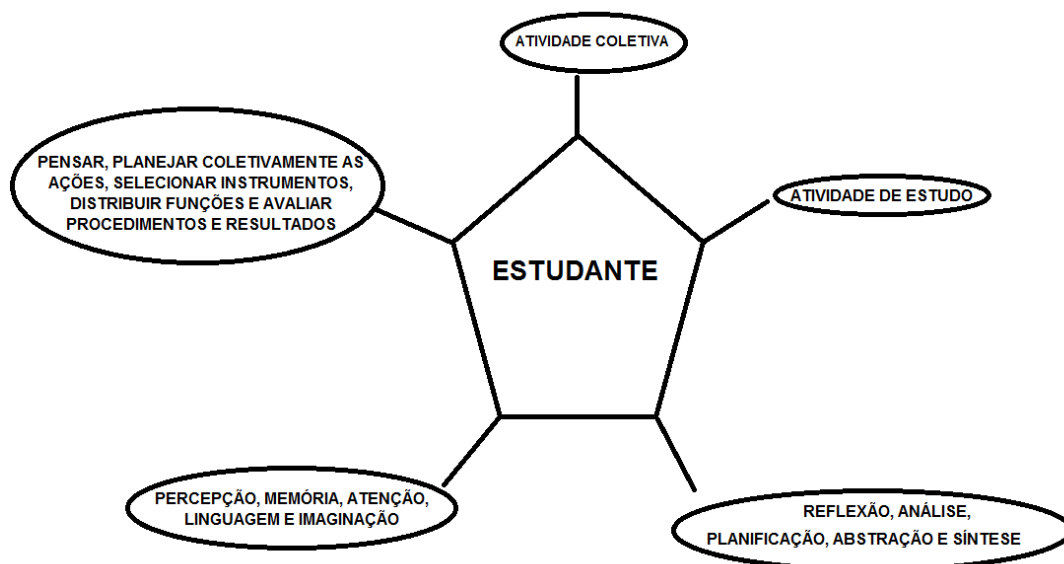 ATIVIDADE COLETIVA
PENSAR, PLANEJAR COLETIVAMENTE AS
AÇÕES, SELECIONAR INSTRUMENTOS,
DISTRIBUIR FUNÇÕES E AVALIAR
PROCEDIMENTOS E RESULTADOS
ATIVIDADE DE ESTUDO
ESTUDANTE
PERCEPÇÃO, MEMÓRIA, ATENÇÃO,
LINGUAGEM E IMAGINAÇÃO
REFLEXÃO, ANÁLISE,
PLANIFICAÇÃO, ABSTRAÇÃO E SÍNTESE